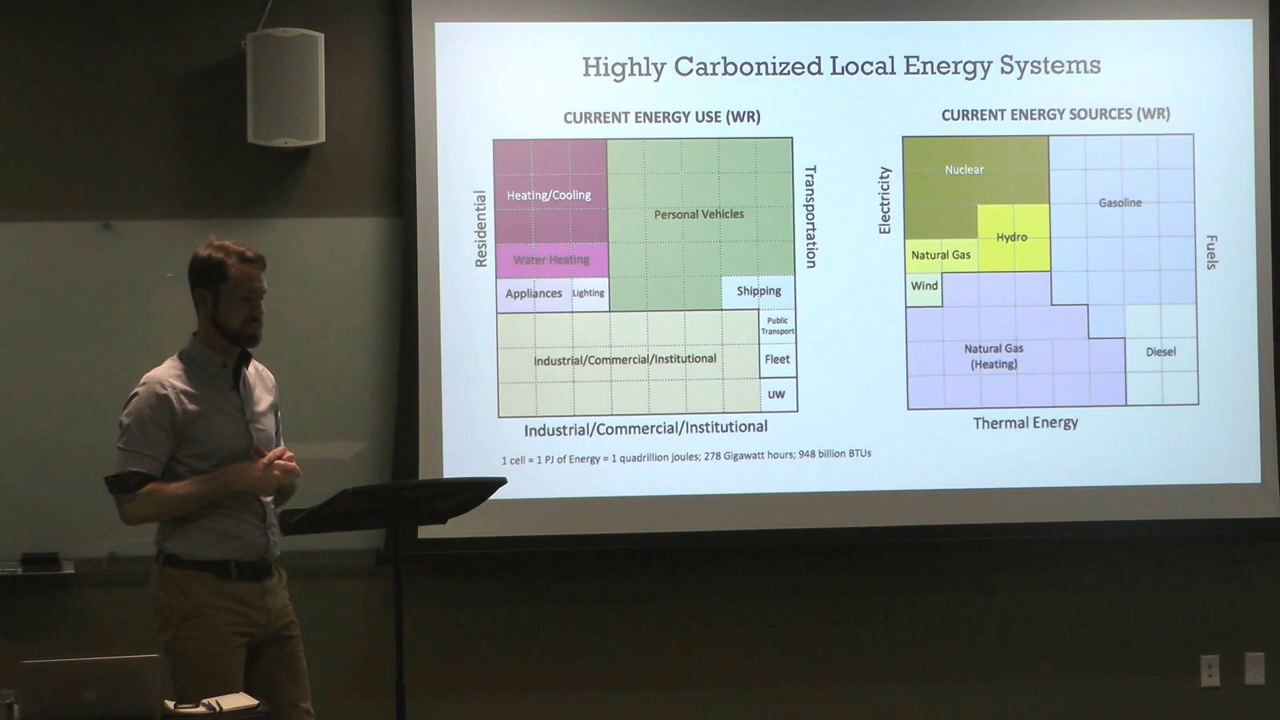 Highly Carbonized Local Energy Systems
CURRENT ENERGY USE (WR)
Residential
Heating/Cooling
Water Heating
Appliances
Lighting
Personal Vehicles
Shipping
Transportation
Industrial/Commercial/Institutional
Public
Transport
Fleet
UW
Industrial/Commercial/Institutional
CURRENT ENERGY SOURCES (WR)
Electricity
Nuclear
Hydro
Natural Gas
Wind
Gasoline
Fuels
Natural Gas
(Heating)
Diesel
Thermal Energy
1 cell = 1 PJ of Energy = 1 quadrillion joules; 278 Gigawatt hours; 948 billion BTUs